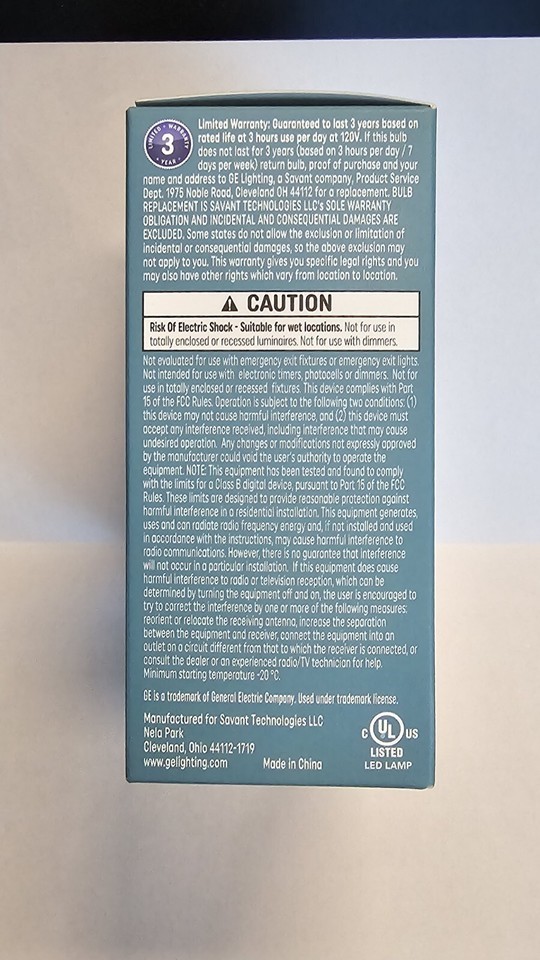 LIMITED • WARRANTY
3
• YEAR •
Limited Warranty: Guaranteed to last 3 years based on
rated life at 3 hours use per day at 120V. If this bulb
does not last for 3 years (based on 3 hours per day / 7
days per week) return bulb, proof of purchase and your
name and address to GE Lighting, a Savant company, Product Service
Dept. 1975 Noble Road, Cleveland OH 44112 for a replacement. BULB
REPLACEMENT IS SAVANT TECHNOLOGIES LLC's SOLE WARRANTY
OBLIGATION AND INCIDENTAL AND CONSEQUENTIAL DAMAGES ARE
EXCLUDED. Some states do not allow the exclusion or limitation of
incidental or consequential damages, so the above exclusion may
not apply to you. This warranty gives you specific legal rights and you
may also have other rights which vary from location to location.
⚠ CAUTION
Risk Of Electric Shock - Suitable for wet locations. Not for use in
totally enclosed or recessed luminaires. Not for use with dimmers.
Not evaluated for use with emergency exit fixtures or emergency exit lights.
Not intended for use with electronic timers, photocells or dimmers. Not for
use in totally enclosed or recessed fixtures. This device complies with Part
15 of the FCC Rules. Operation is subject to the following two conditions: (1)
this device may not cause harmful interference, and (2) this device must
accept any interference received, including interference that may cause
undesired operation. Any changes or modifications not expressly approved
by the manufacturer could void the user's authority to operate the
equipment. NOTE: This equipment has been tested and found to comply
with the limits for a Class B digital device, pursuant to Part 15 of the FCC
Rules. These limits are designed to provide reasonable protection against
harmful interference in a residential installation. This equipment generates,
uses and can radiate radio frequency energy and, if not installed and used
in accordance with the instructions, may cause harmful interference to
radio communications. However, there is no guarantee that interference
will not occur in a particular installation. If this equipment does cause
harmful interference to radio or television reception, which can be
determined by turning the equipment off and on, the user is encouraged to
try to correct the interference by one or more of the following measures:
reorient or relocate the receiving antenna, increase the separation
between the equipment and receiver, connect the equipment into an
outlet on a circuit different from that to which the receiver is connected, or
consult the dealer or an experienced radio/TV technician for help.
Minimum starting temperature -20 °C.
GE is a trademark of General Electric Company. Used under trademark license.
Manufactured for Savant Technologies LLC
Nela Park
Cleveland, Ohio 44112-1719
www.gelighting.com Made in China
C UL US
LISTED
LED LAMP